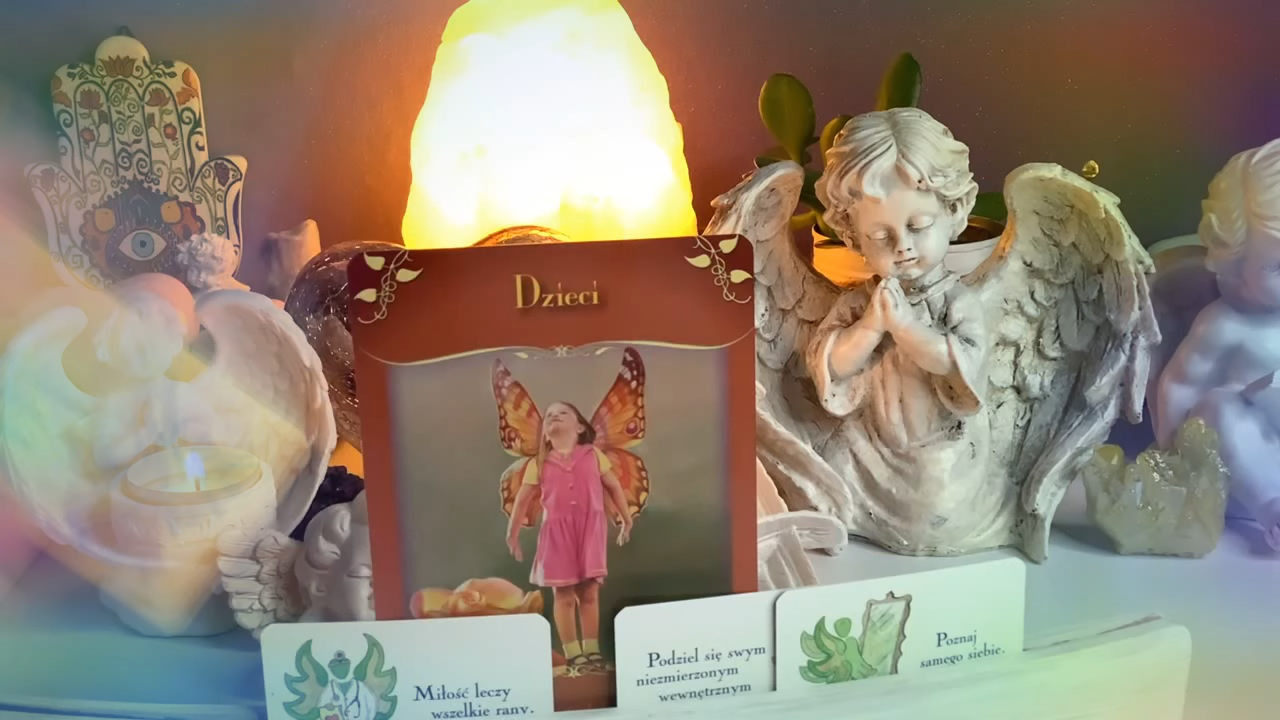 Dzieci
Miłość leczy
wszelkie rany.
Podziel się swym
niezmierzonym
wewnętrznym
Poznaj
samego siebie.